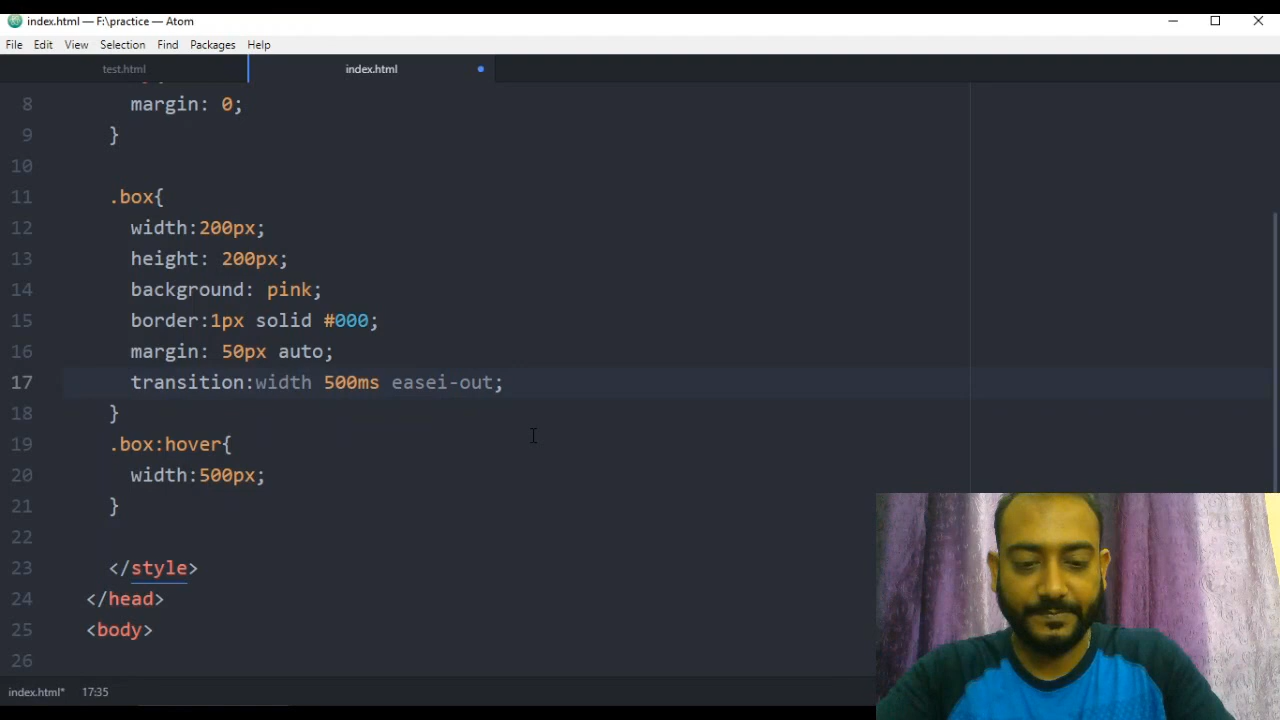 index.html — F:\practice — Atom
File Edit View Selection Find Packages Help
test.html index.html
8 margin: 0;
9 }
10
11 .box{
12 width:200px;
13 height: 200px;
14 background: pink;
15 border:1px solid #000;
16 margin: 50px auto;
17 transition:width 500ms easei-out;
18 }
19 .box:hover{
20 width:500px;
21 }
22
23 </style>
24 </head>
25 <body>
26
index.html* 17:35